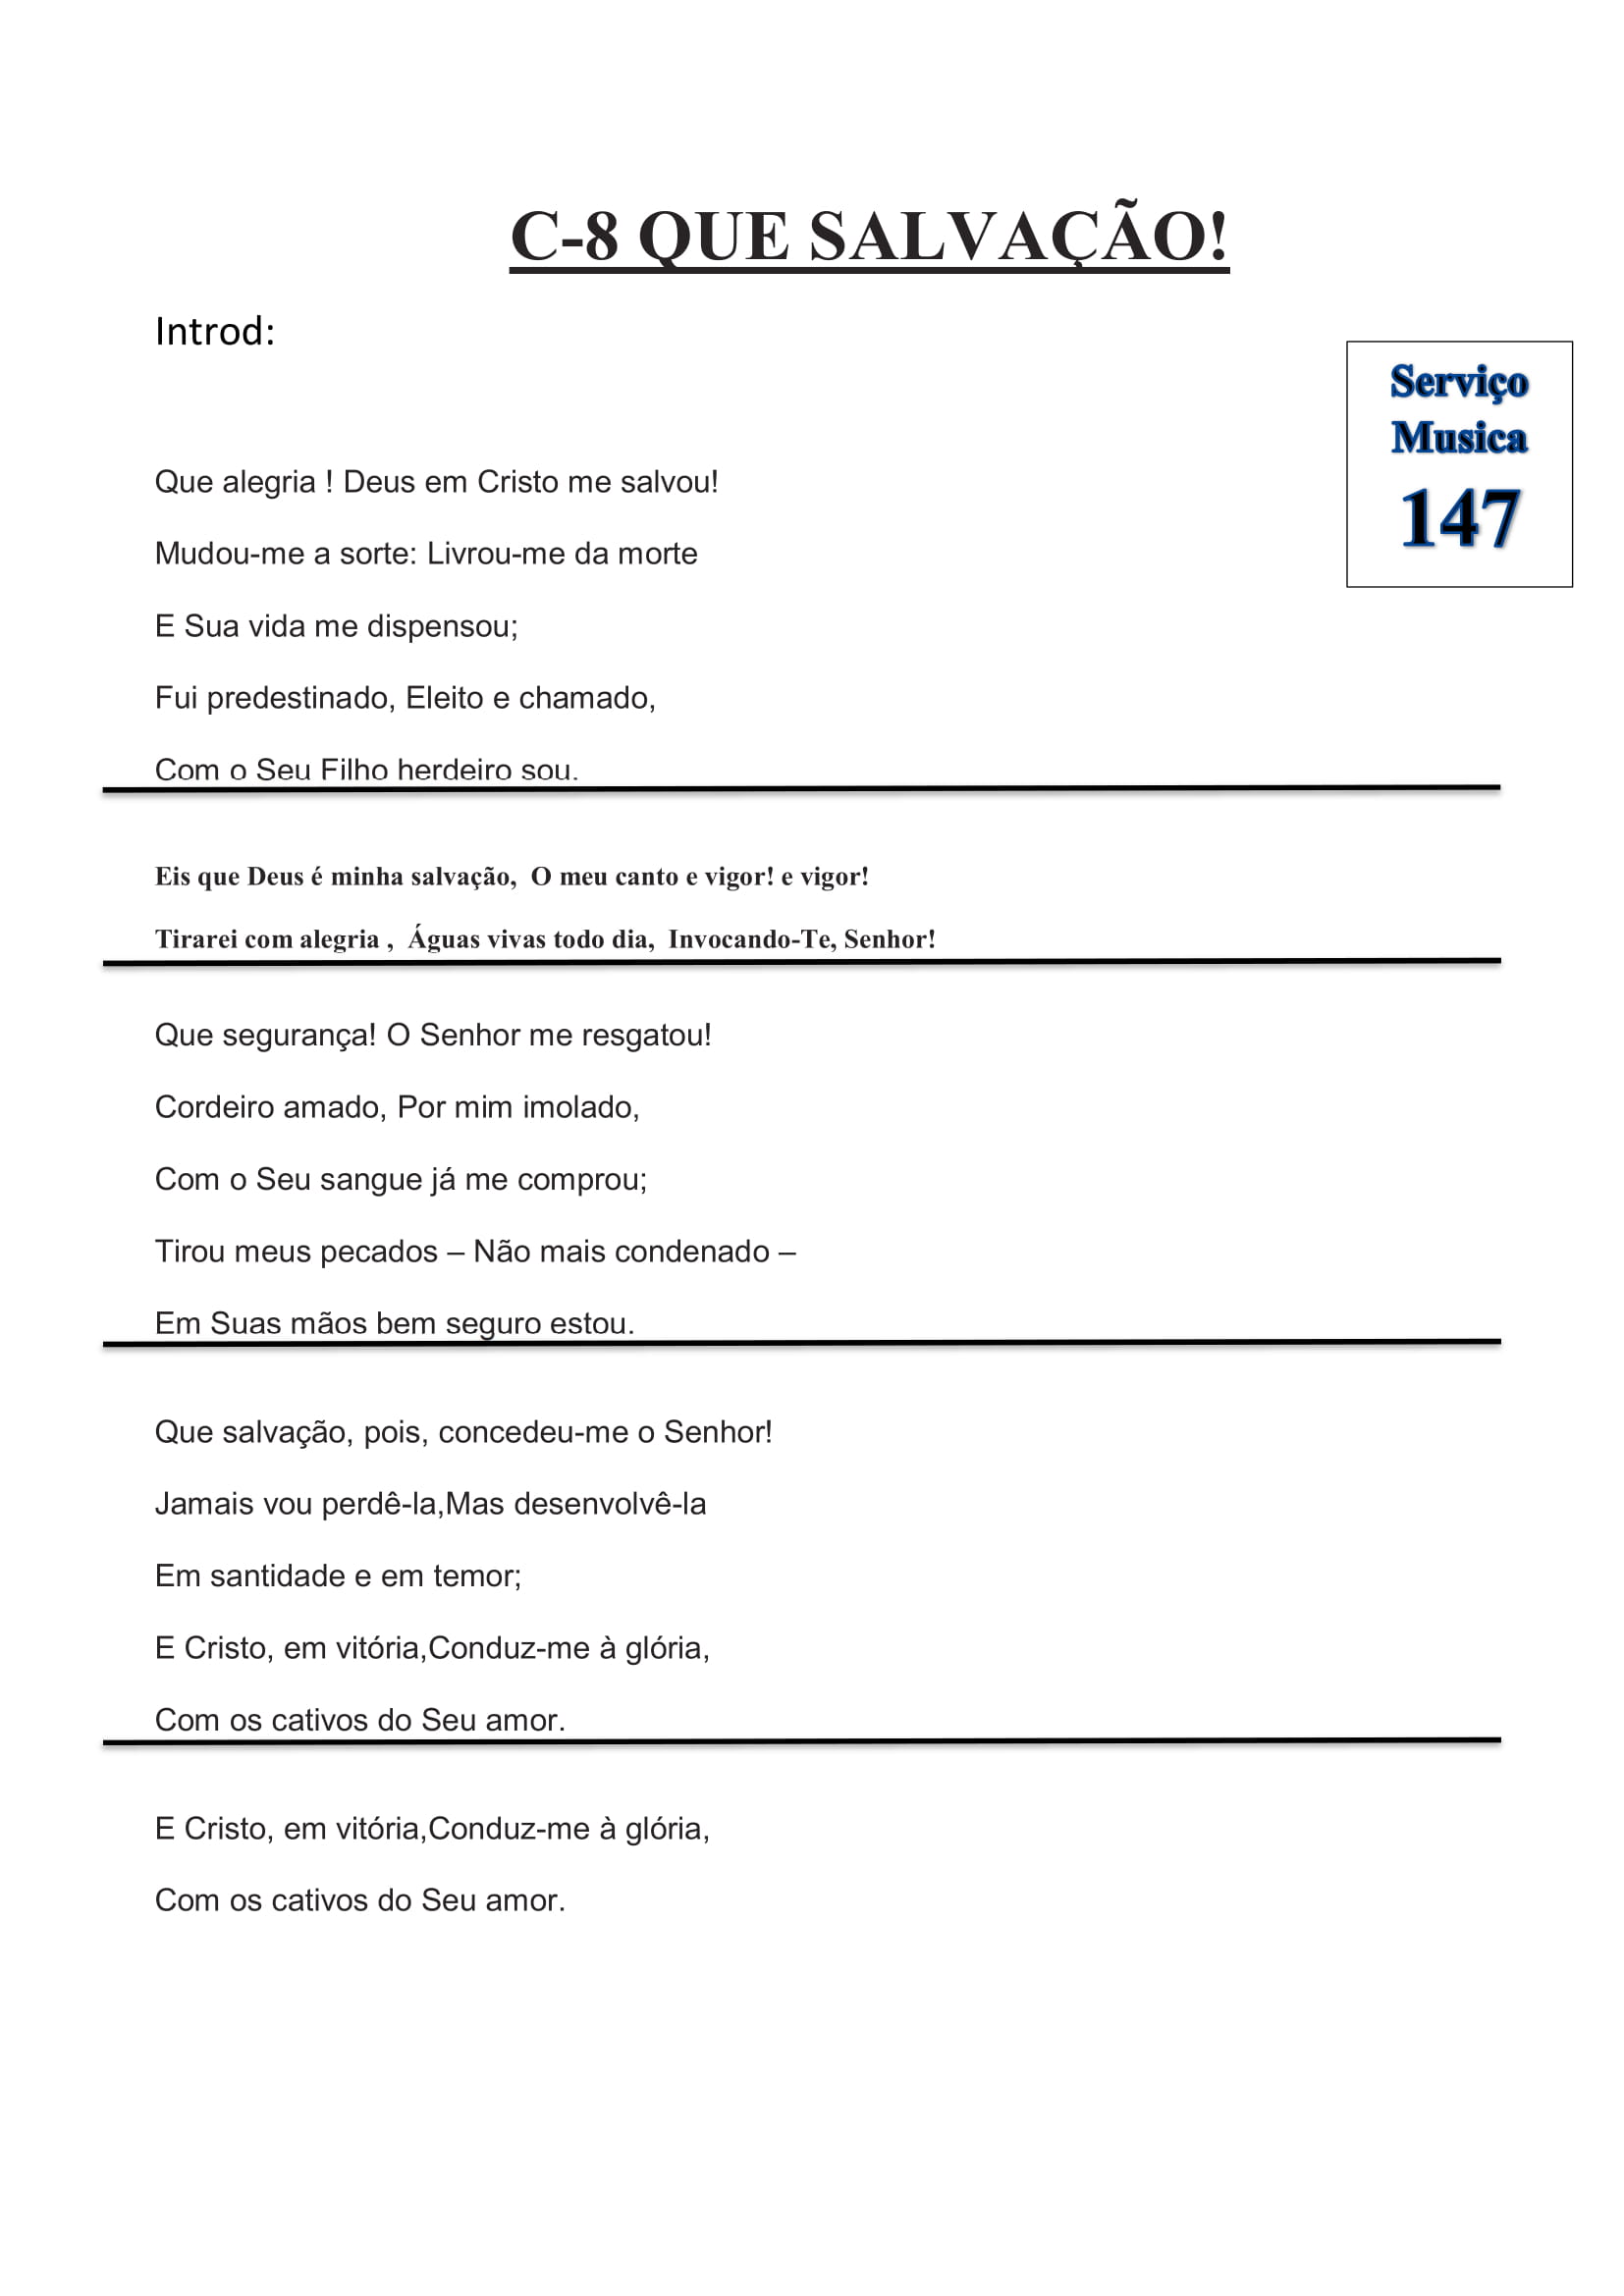 C-8 QUE SALVAÇÃO!
Introd:
Serviço
Musica
147
Que alegria ! Deus em Cristo me salvou!
Mudou-me a sorte: Livrou-me da morte
E Sua vida me dispensou;
Fui predestinado, Eleito e chamado,
Com o Seu Filho herdeiro sou.
Eis que Deus é minha salvação,  O meu canto e vigor! e vigor!
Tirarei com alegria ,  Águas vivas todo dia,  Invocando-Te, Senhor!
Que segurança! O Senhor me resgatou!
Cordeiro amado, Por mim imolado,
Com o Seu sangue já me comprou;
Tirou meus pecados – Não mais condenado –
Em Suas mãos bem seguro estou.
Que salvação, pois, concedeu-me o Senhor!
Jamais vou perdê-la,Mas desenvolvê-la
Em santidade e em temor;
E Cristo, em vitória,Conduz-me à glória,
Com os cativos do Seu amor.
E Cristo, em vitória,Conduz-me à glória,
Com os cativos do Seu amor.